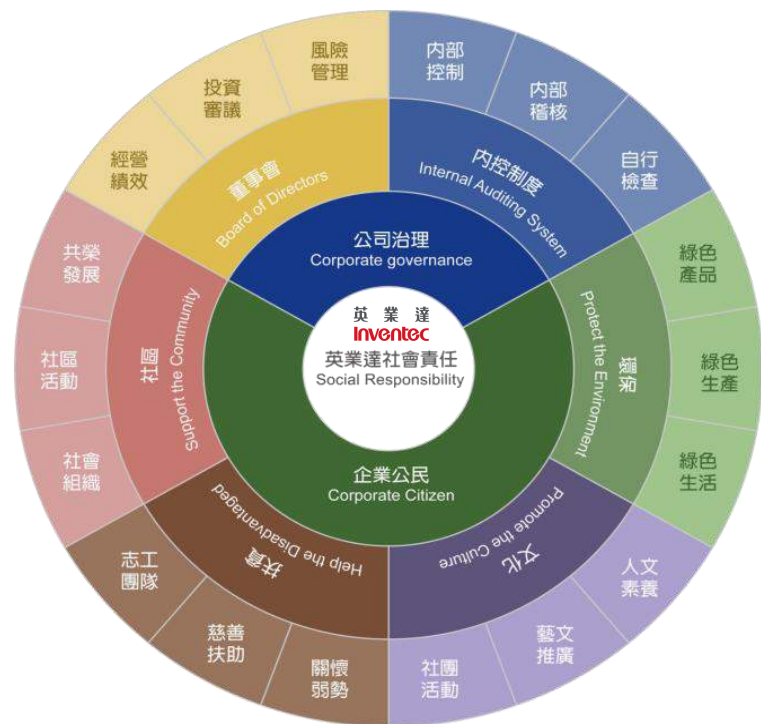 風險
管理
投資
審議
經營
績效
董事會
Board of Directors
內部
控制
內部
稽核
自行
檢查
內控制度
Internal Auditing System
公司治理
Corporate governance
英業達
Inventec
英業達社會責任
Social Responsibility
企業公民
Corporate Citizen
綠色
產品
綠色
生產
綠色
生活
環保
Protect the Environment
人文
素養
藝文
推廣
社團
活動
文化
Promote the Culture
關懷
弱勢
慈善
扶助
志工
團隊
扶貧
Help the Disadvantaged
社會
組織
社區
活動
共榮
發展
社區
Support the Community